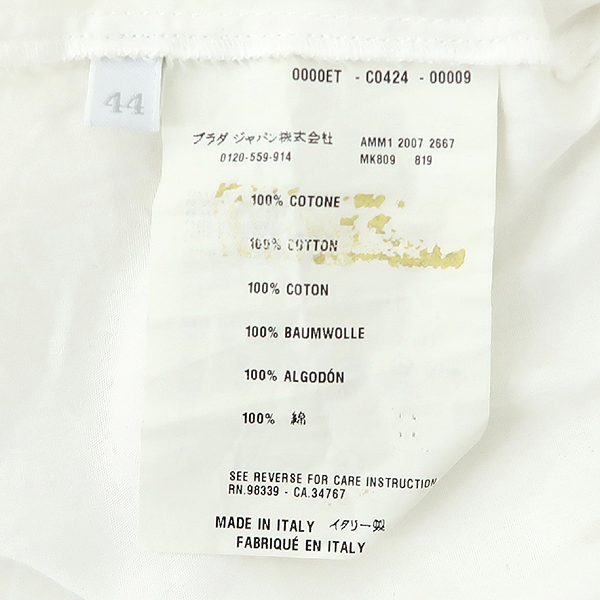 0000ET - C0424 - 00009
44
プラダ ジャパン株式会社 AMM1 2007 2667
0120-559-914 MK809 819
100% COTONE
100% COTTON
100% COTON
100% BAUMWOLLE
100% ALGODÓN
100% 綿
SEE REVERSE FOR CARE INSTRUCTION
RN.98339 - CA.34767
MADE IN ITALY イタリー製
FABRIQUÉ EN ITALY